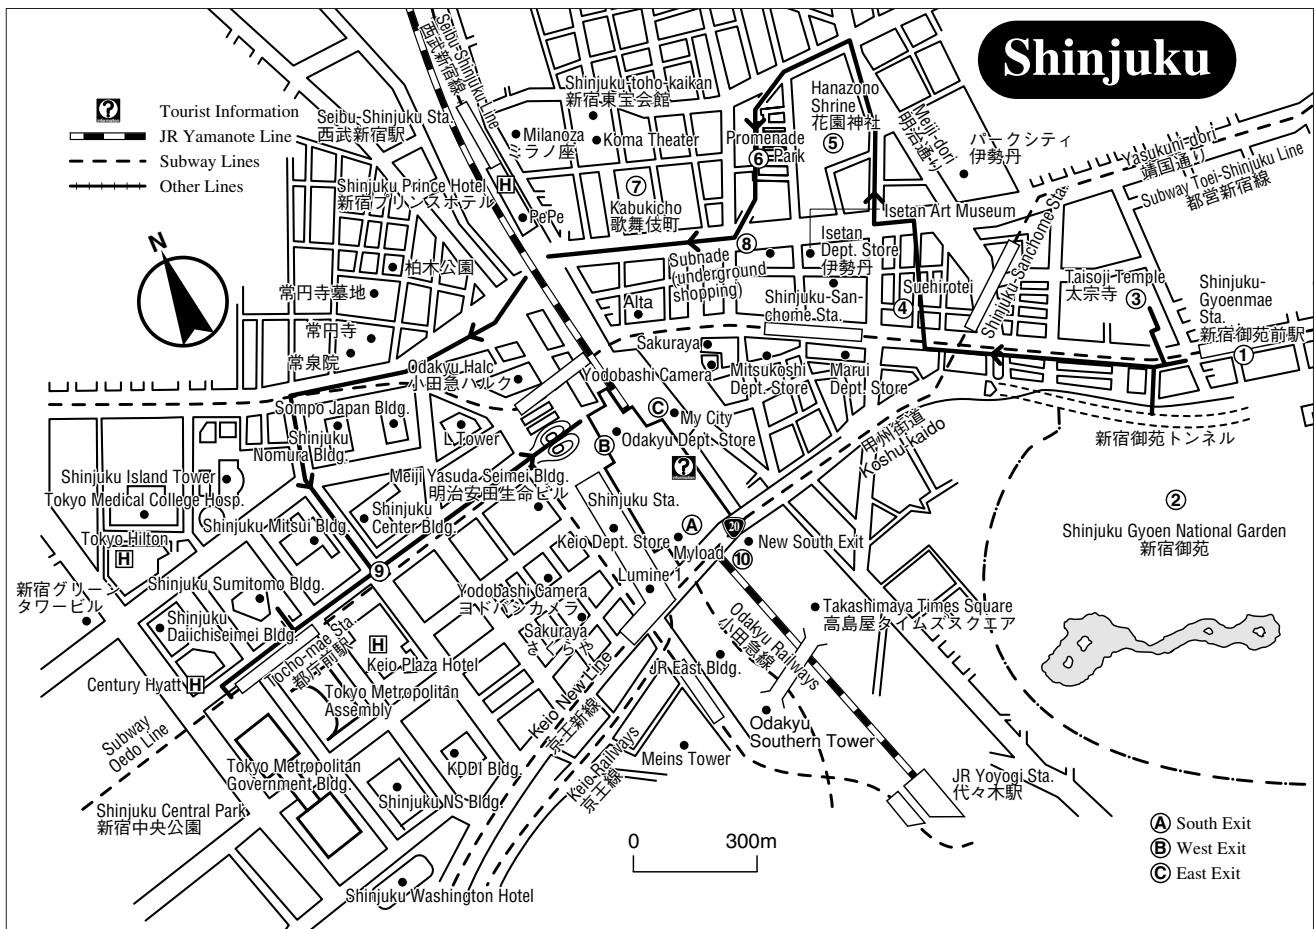 Shinjuku
?
Tourist Information
JR Yamanote Line
Subway Lines
Other Lines
N
Seibu-Shinjuku Line
西武新宿線
Seibu-Shinjuku Sta.
西武新宿駅
Shinjuku-toho-kaikan
新宿東宝会館
Milanoza
ミラノ座
Koma Theater
Shinjuku Prince Hotel
新宿プリンスホテル
H
PePe
⑦
Kabukicho
歌舞伎町
Promenade
Park
⑥
Hanazono
Shrine
花園神社
⑤
Meiji-dori
明治通り
パークシティ
伊勢丹
Yasukuni-dori
靖国通り
Subway Toei-Shinjuku Line
都営新宿線
Isetan Art Museum
Isetan
Dept. Store
伊勢丹
⑧
Subnade
(underground
shopping)
Shinjuku-San-
chome Sta.
Suehirotei
④
Shinjuku-Sanchome Sta.
Taisoji Temple
太宗寺
③
Shinjuku-
Gyoenmae
Sta.
新宿御苑前駅
①
柏木公園
常円寺墓地
常円寺
常泉院
Alta
Sakuraya
Yodobashi Camera
Mitsukoshi
Dept. Store
Marui
Dept. Store
Odakyu Halc
小田急ハルク
Sompo Japan Bldg.
Shinjuku
Nomura Bldg.
L Tower
C
My City
B
Odakyu Dept. Store
甲州街道
Koshu-kaido
新宿御苑トンネル
Shinjuku Island Tower
Tokyo Medical College Hosp.
Meiji Yasuda Seimei Bldg.
明治安田生命ビル
Shinjuku
Center Bldg.
Shinjuku Mitsui Bldg.
Tokyo Hilton
H
Shinjuku Sta.
?
Keio Dept. Store
A
Myload
20
⑩
New South Exit
②
Shinjuku Gyoen National Garden
新宿御苑
新宿グリーン
タワービル
Shinjuku Sumitomo Bldg.
⑨
Shinjuku
Daiichiseimei Bldg.
Lumine 1
Yodobashi Camera
ヨドバシカメラ
Sakuraya
さくらや
Takashimaya Times Square
高島屋タイムズスクエア
Odakyu Railways
小田急線
Century Hyatt
H
Tocho-mae Sta.
都庁前駅
H
Keio Plaza Hotel
JR East Bldg.
Tokyo Metropolitan
Assembly
Keio New Line
京王新線
Keio Railways
京王線
Odakyu
Southern Tower
Meins Tower
Subway
Oedo Line
Tokyo Metropolitan
Government Bldg.
KDDI Bldg.
Shinjuku NS Bldg.
JR Yoyogi Sta.
代々木駅
Shinjuku Central Park
新宿中央公園
Shinjuku Washington Hotel
0 300m
A South Exit
B West Exit
C East Exit